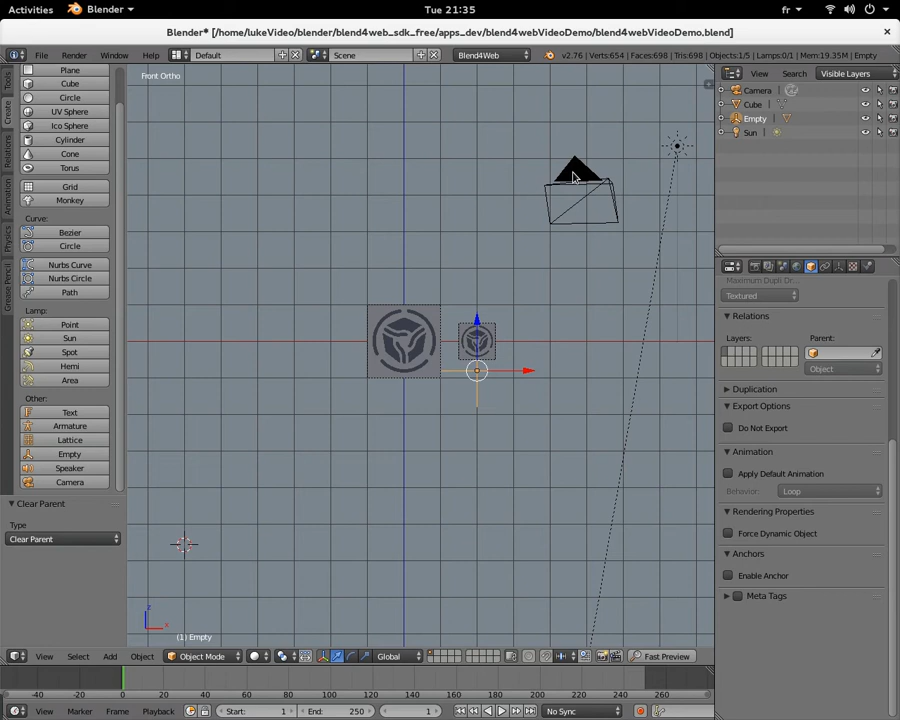 Activities Blender Tue 21:35 fr
Blender* [/home/lukeVideo/blender/blend4web_sdk_free/apps_dev/blend4webVideoDemo/blend4webVideoDemo.blend]
File Render Window Help Default Scene Blend4Web v2.76 | Verts:654 | Faces:698 | Tris:698 | Objects:1/5 | Lamps:0/1 | Mem:19.35M | Empty
View Search Visible Layers
Tools
Create
Relations
Animation
Physics
Grease Pencil
Plane
Cube
Circle
UV Sphere
Ico Sphere
Cylinder
Cone
Torus
Grid
Monkey
Curve:
Bezier
Circle
Nurbs Curve
Nurbs Circle
Path
Lamp:
Point
Sun
Spot
Hemi
Area
Other:
Text
Armature
Lattice
Empty
Speaker
Camera
Clear Parent
Type
Clear Parent
Front Ortho
z
x
(1) Empty
Camera
Cube
Empty
Sun
Textured
Relations
Layers: Parent:
Object
Duplication
Export Options
Do Not Export
Animation
Apply Default Animation
Behavior: Loop
Rendering Properties
Force Dynamic Object
Anchors
Enable Anchor
Meta Tags
View Select Add Object Object Mode Global Fast Preview
-40 -20 0 20 40 60 80 100 120 140 160 180 200 220 240 260
View Marker Frame Playback Start: 1 End: 250 1 No Sync